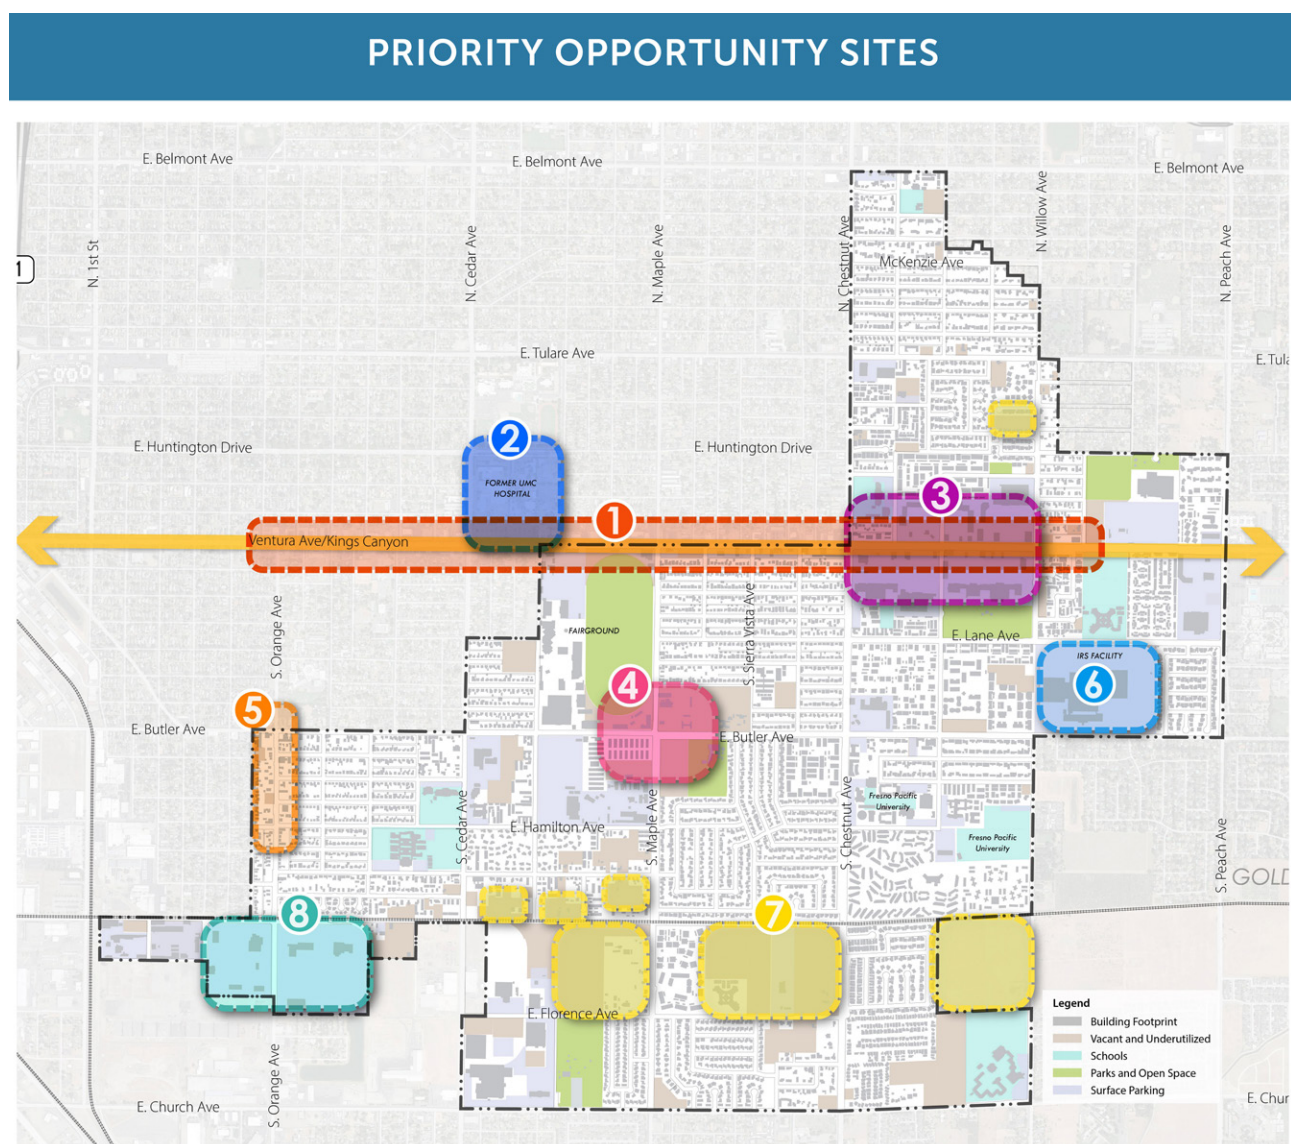 PRIORITY OPPORTUNITY SITES
E. Belmont Ave
E. Belmont Ave
E. Belmont Ave
N. 1st St
N. Cedar Ave
N. Maple Ave
N. Chestnut Ave
N. Willow Ave
N. Peach Ave
McKenzie Ave
1
E. Tulare Ave
E. Tula
E. Huntington Drive
E. Huntington Drive
2
FORMER UMC
HOSPITAL
3
1
Ventura Ave/Kings Canyon
S. Orange Ave
FAIRGROUND
S. Sierra Vista Ave
E. Lane Ave
IRS FACILITY
6
4
5
E. Butler Ave
E. Butler Ave
S. Cedar Ave
E. Hamilton Ave
S. Maple Ave
S. Chestnut Ave
Fresno Pacific
University
Fresno Pacific
University
S. Peach Ave
GOLD
8
7
E. Florence Ave
S. Orange Ave
E. Church Ave
E. Chur
Legend
Building Footprint
Vacant and Underutilized
Schools
Parks and Open Space
Surface Parking